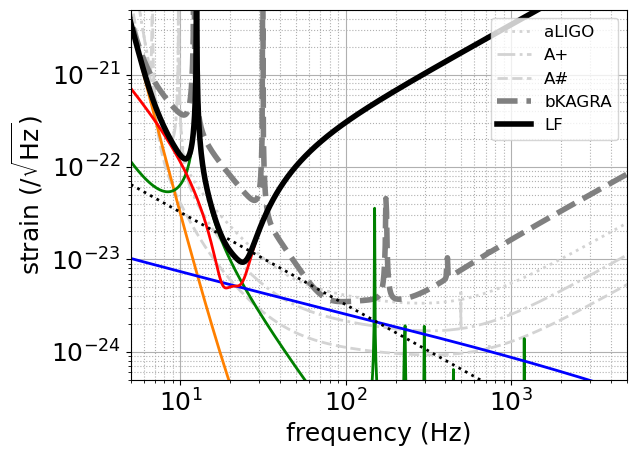 aLIGO
A+
A#
bKAGRA
LF
10⁻²¹
10⁻²²
10⁻²³
10⁻²⁴
strain (/√Hz)
10¹
10²
10³
frequency (Hz)